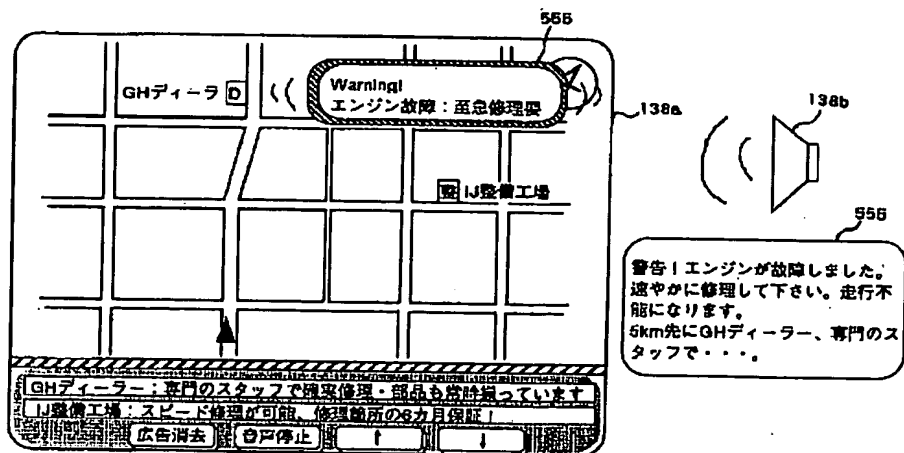 Warning!
エンジン故障：至急修理要
GHディーラ D
138a
138b
整 IJ整備工場
警告！エンジンが故障しました。
速やかに修理して下さい。走行不
能になります。
5km先にGHディーラー、専門のス
タッフで・・・。
GHディーラー：専門のスタッフで確実修理・部品も常時揃っています
IJ整備工場：スピード修理が可能、修理箇所の6カ月保証！
広告消去 音声停止 ↑ ↓